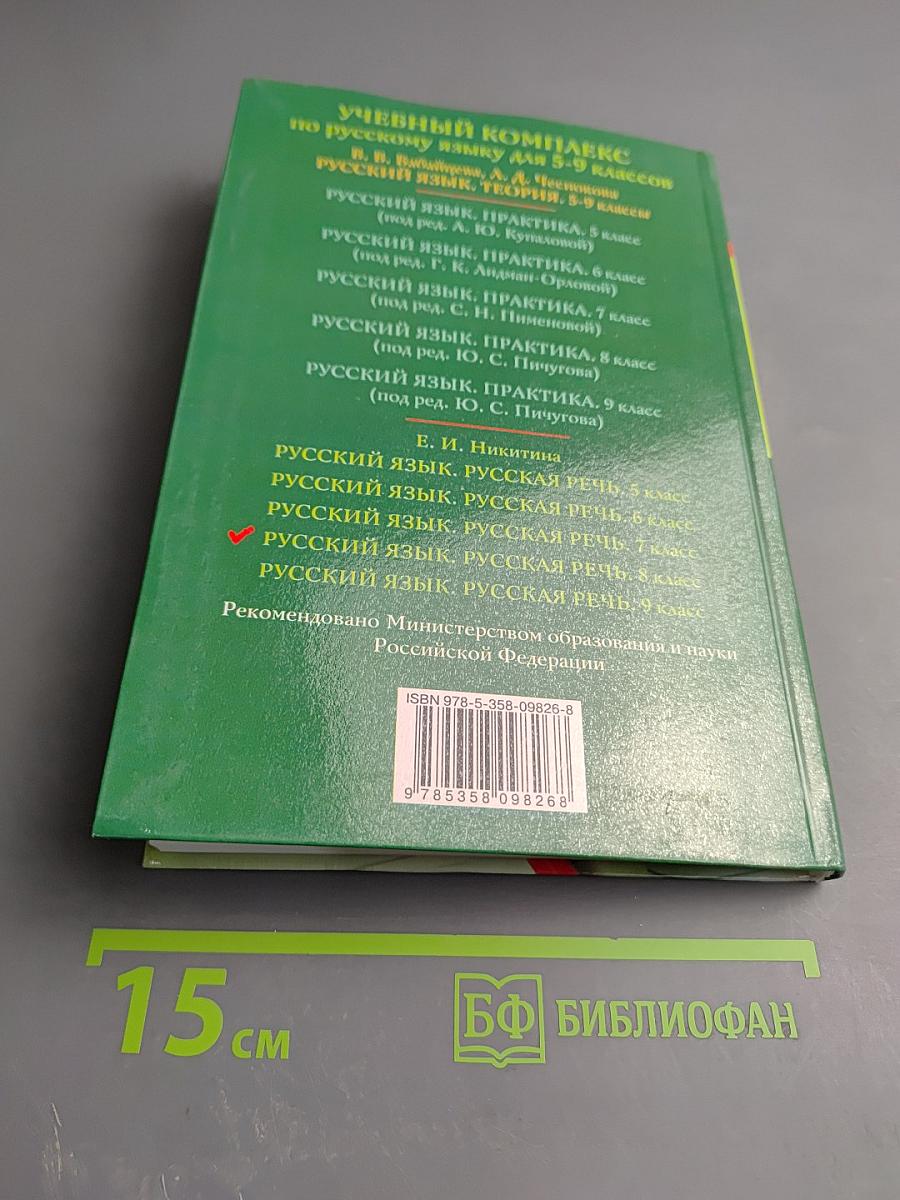 УЧЕБНЫЙ КОМПЛЕКС
по русскому языку для 5-9 классов
В. В. Бабайцева, Л. Д. Чеснокова
РУССКИЙ ЯЗЫК. ТЕОРИЯ. 5-9 классы
РУССКИЙ ЯЗЫК. ПРАКТИКА. 5 класс
(под ред. А. Ю. Купаловой)
РУССКИЙ ЯЗЫК. ПРАКТИКА. 6 класс
(под ред. Г. К. Лидман-Орловой)
РУССКИЙ ЯЗЫК. ПРАКТИКА. 7 класс
(под ред. С. Н. Пименовой)
РУССКИЙ ЯЗЫК. ПРАКТИКА. 8 класс
(под ред. Ю. С. Пичугова)
РУССКИЙ ЯЗЫК. ПРАКТИКА. 9 класс
(под ред. Ю. С. Пичугова)
Е. И. Никитина
РУССКИЙ ЯЗЫК. РУССКАЯ РЕЧЬ. 5 класс
РУССКИЙ ЯЗЫК. РУССКАЯ РЕЧЬ. 6 класс
РУССКИЙ ЯЗЫК. РУССКАЯ РЕЧЬ. 7 класс
РУССКИЙ ЯЗЫК. РУССКАЯ РЕЧЬ. 8 класс
РУССКИЙ ЯЗЫК. РУССКАЯ РЕЧЬ. 9 класс
Рекомендовано Министерством образования и науки
Российской Федерации
ISBN 978-5-358-09826-8
9 785358 098268
15 см
БФ БИБЛИОФАН